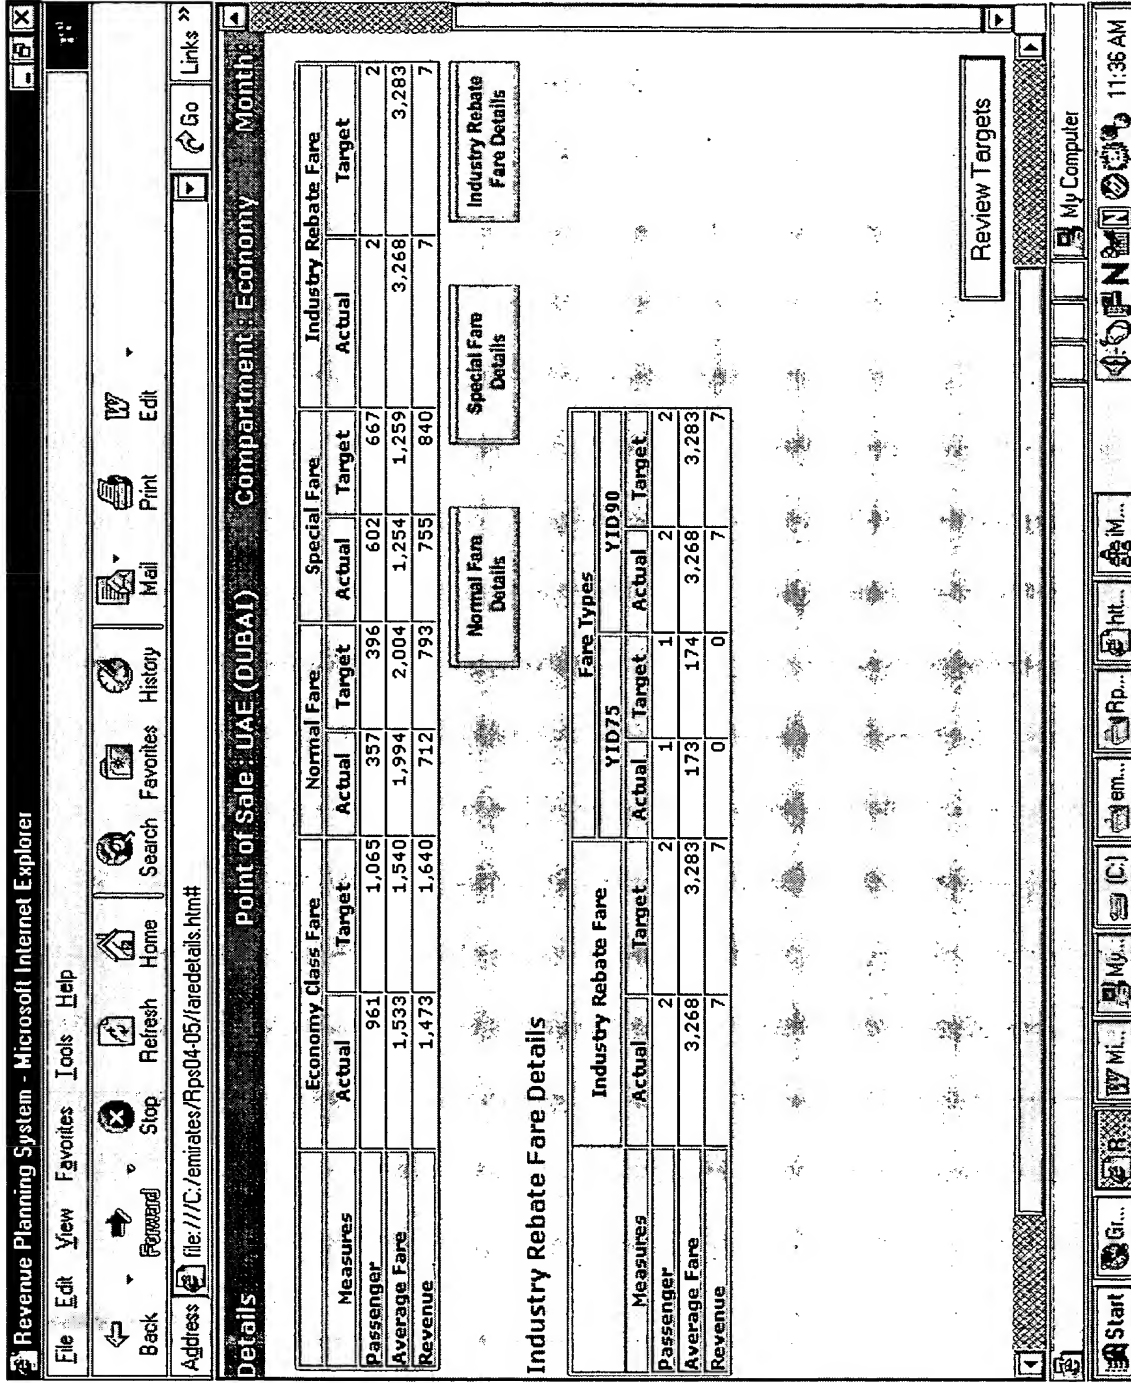 Revenue Planning System - Microsoft Internet Explorer
File Edit View Favorites Tools Help
Back Forward Stop Refresh Home Search Favorites History Mail Print Edit
Address file:///C:/emirates/Rps04-05/faredetails.htm# Go Links »
Details Point of Sale : UAE (DUBAI) Compartment : Economy Month:
Measures Economy Class Fare Normal Fare Special Fare Industry Rebate Fare
Actual Target Actual Target Actual Target Actual Target
Passenger 961 1,065 357 396 602 667 2 2
Average Fare 1,533 1,540 1,994 2,004 1,254 1,259 3,268 3,283
Revenue 1,473 1,640 712 793 755 840 7 7
Normal Fare Details
Special Fare Details
Industry Rebate Fare Details
Industry Rebate Fare Details
Measures Industry Rebate Fare Fare Types
YID75 YID90
Actual Target Actual Target Actual Target
Passenger 2 2 1 1 2 2
Average Fare 3,268 3,283 173 174 3,268 3,283
Revenue 7 7 0 0 7 7
Review Targets
My Computer
Start Gr... R... Mi... My... (C:) em... Rp... htt... iM... 11:36 AM